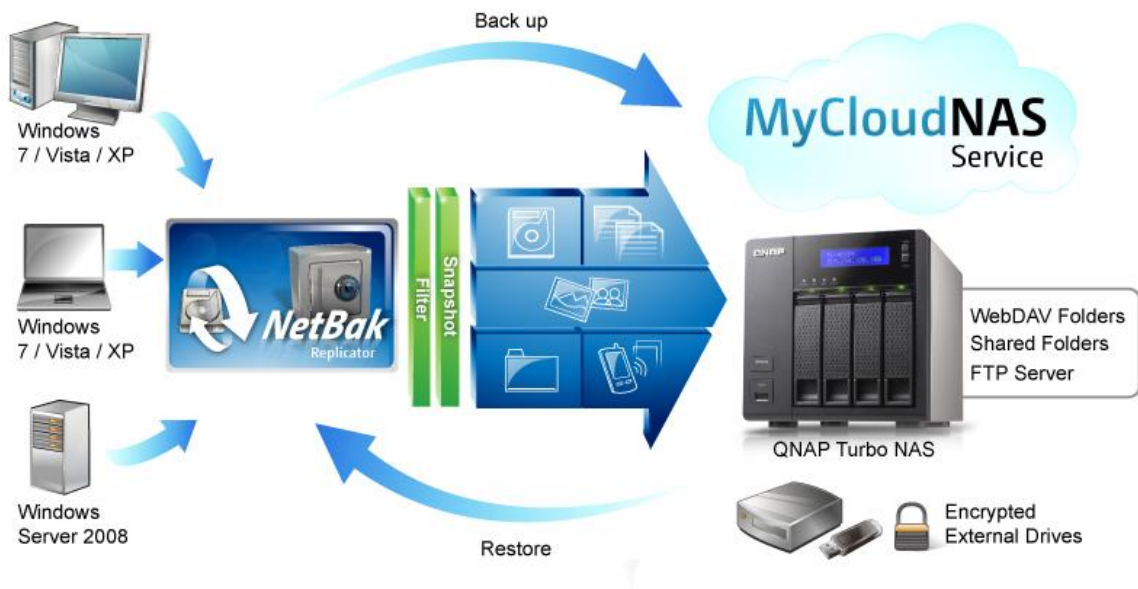 Back up
Windows
7 / Vista / XP
MyCloudNAS
Service
Windows
7 / Vista / XP
NetBak
Replicator
Filter
Snapshot
QNAP
WebDAV Folders
Shared Folders
FTP Server
QNAP Turbo NAS
Windows
Server 2008
Restore
Encrypted
External Drives